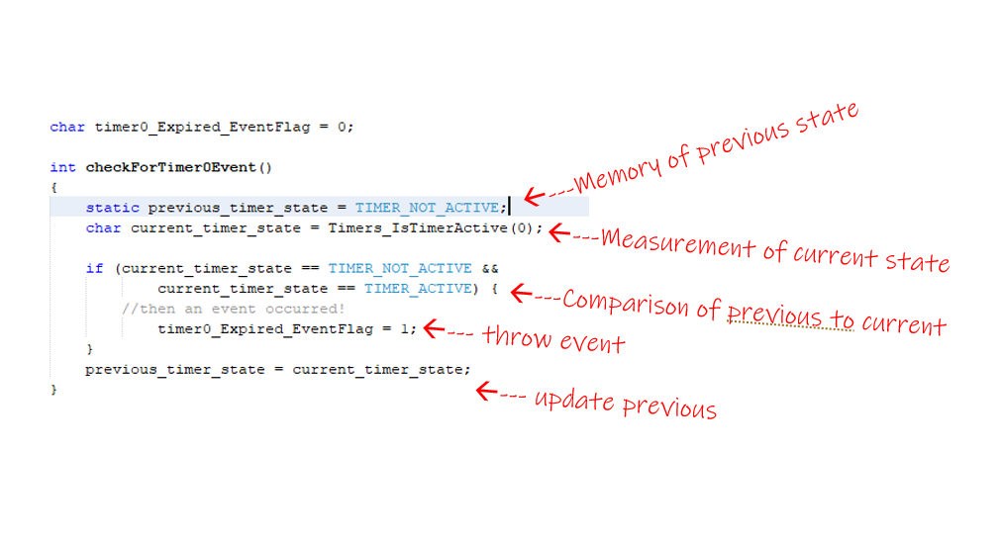 char timer0_Expired_EventFlag = 0;
int checkForTimer0Event()
{
static previous_timer_state = TIMER_NOT_ACTIVE; <---Memory of previous state
char current_timer_state = Timers_IsTimerActive(0); <---Measurement of current state
if (current_timer_state == TIMER_NOT_ACTIVE &&
current_timer_state == TIMER_ACTIVE) { <---Comparison of previous to current
//then an event occurred!
timer0_Expired_EventFlag = 1; <--- throw event
}
previous_timer_state = current_timer_state;
} <--- update previous